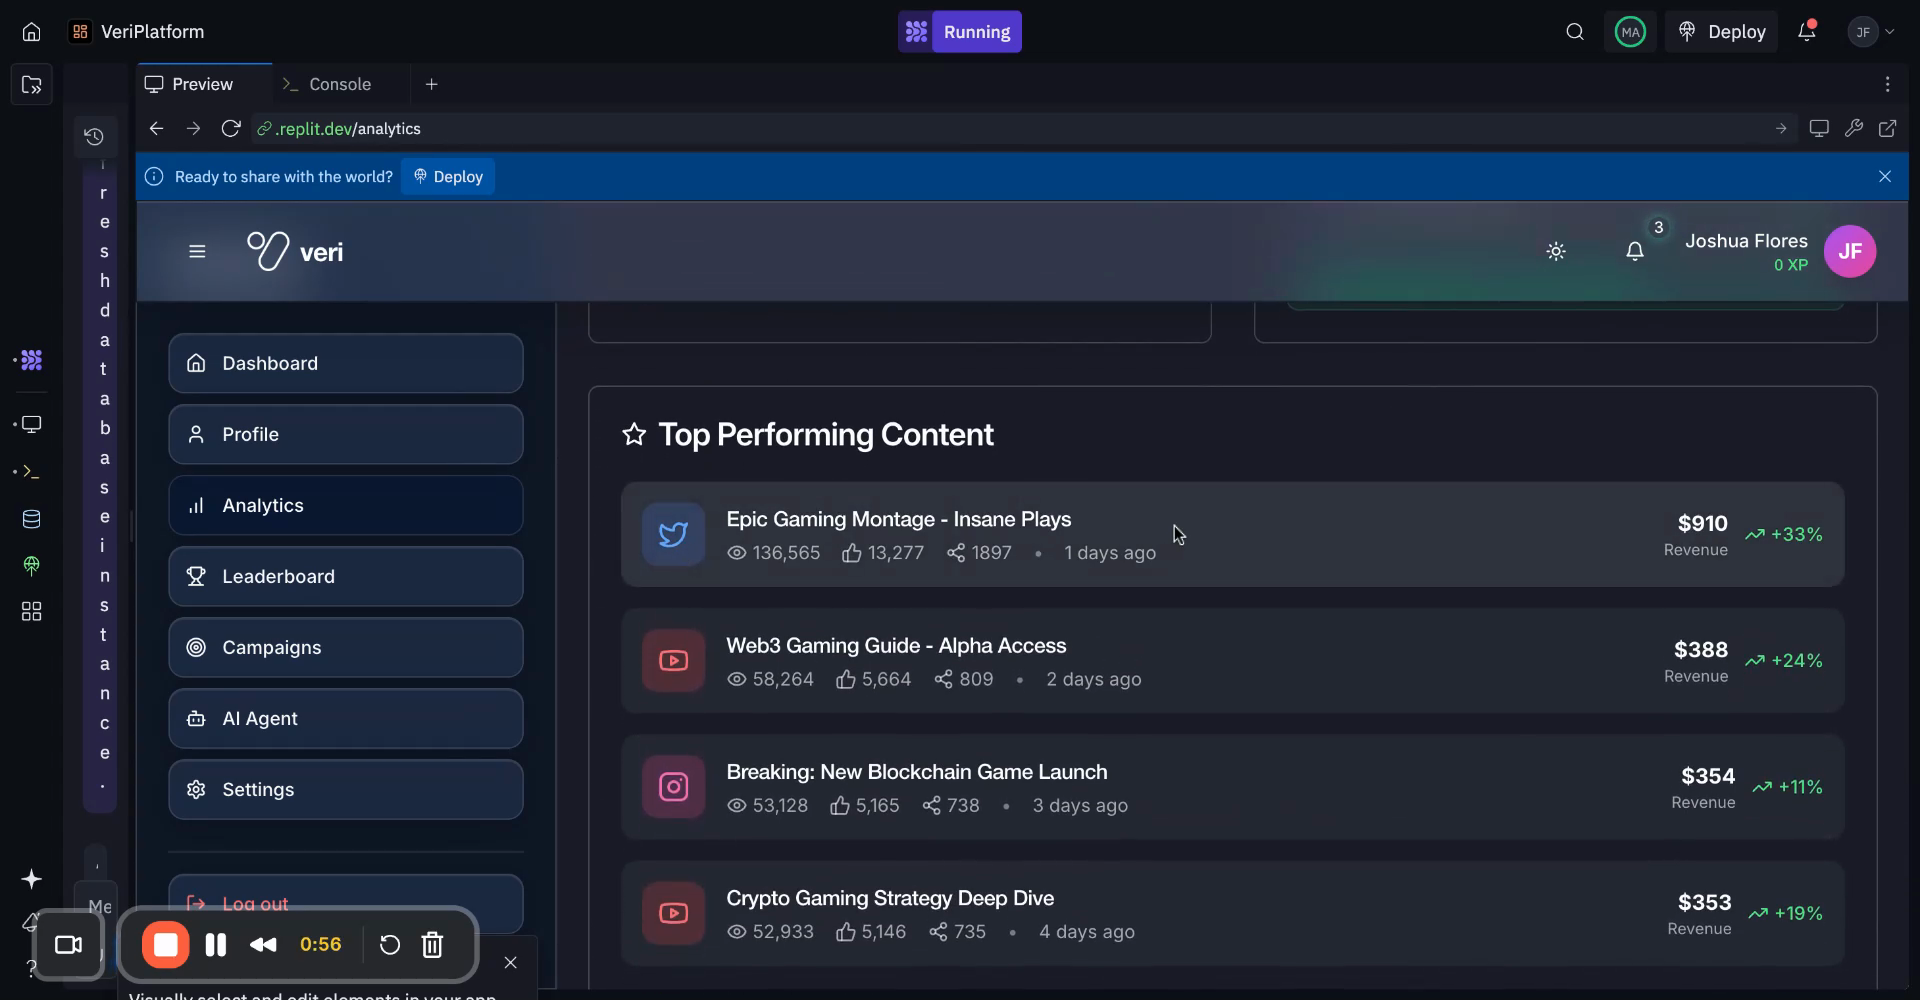 VeriPlatform
Running
MA
Deploy
JF
Preview
Console
.replit.dev/analytics
Ready to share with the world?
Deploy
r
e
s
h
d
a
t
a
b
a
s
e
i
n
s
t
a
n
c
e
.
veri
3
Joshua Flores
0 XP
JF
Dashboard
Profile
Analytics
Leaderboard
Campaigns
AI Agent
Settings
Log out
Top Performing Content
Epic Gaming Montage - Insane Plays
136,565 13,277 1897 • 1 days ago
$910
Revenue
+33%
Web3 Gaming Guide - Alpha Access
58,264 5,664 809 • 2 days ago
$388
Revenue
+24%
Breaking: New Blockchain Game Launch
53,128 5,165 738 • 3 days ago
$354
Revenue
+11%
Crypto Gaming Strategy Deep Dive
52,933 5,146 735 • 4 days ago
$353
Revenue
+19%
Me
0:56
Visually select and edit elements in your app